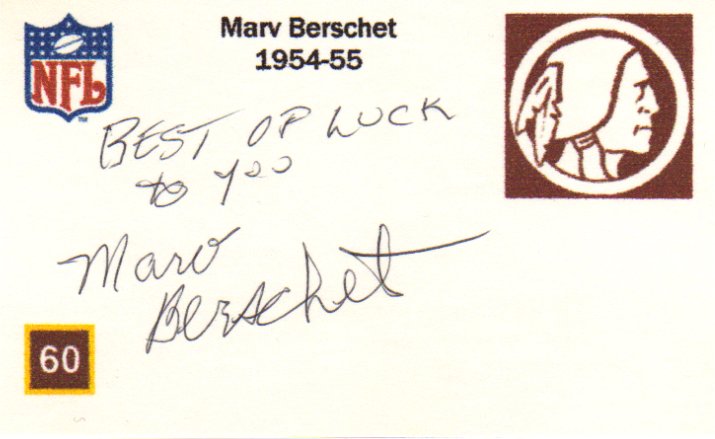 NFL
Marv Berschet
1954-55
BEST OF LUCK
to you
Marv
Berschet
60